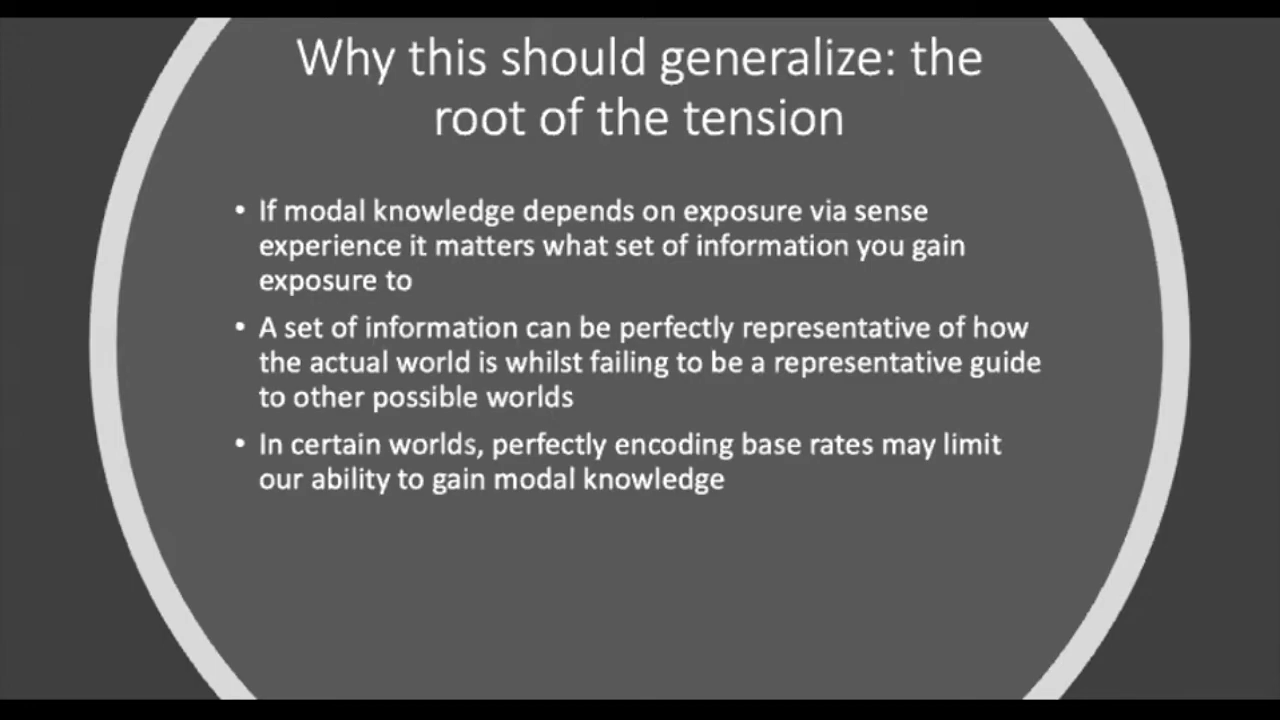 Why this should generalize: the
root of the tension
• If modal knowledge depends on exposure via sense
experience it matters what set of information you gain
exposure to
• A set of information can be perfectly representative of how
the actual world is whilst failing to be a representative guide
to other possible worlds
• In certain worlds, perfectly encoding base rates may limit
our ability to gain modal knowledge